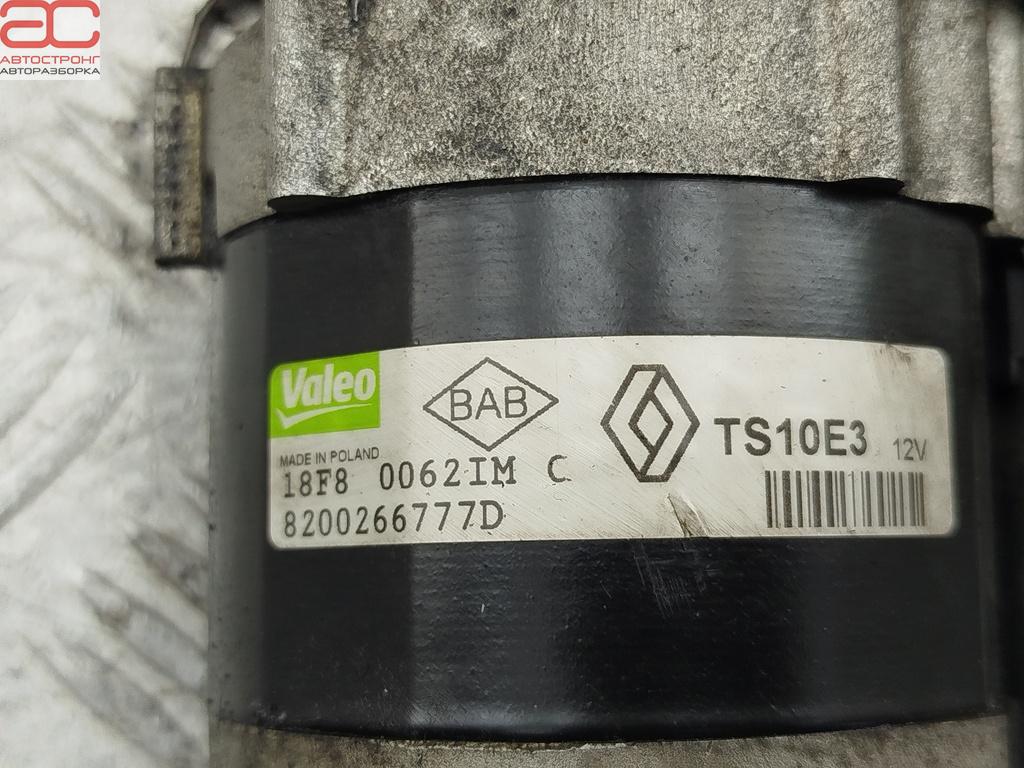 АС
АВТОСТРОНГ
АВТОРАЗБОРКА
Valeo
BAB
TS10E3 12V
MADE IN POLAND
18F8 0062IM C
8200266777D